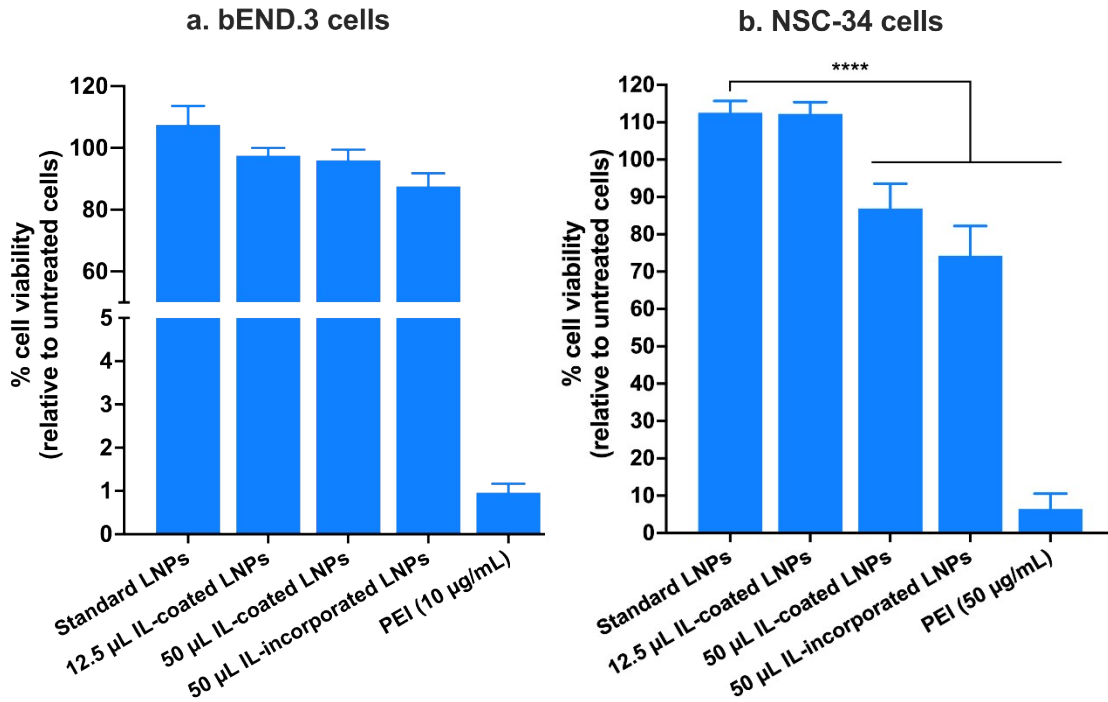 a. bEND.3 cells
% cell viability
(relative to untreated cells)
120
100
80
60
5
4
3
2
1
0
Standard LNPs
12.5 µL IL-coated LNPs
50 µL IL-coated LNPs
50 µL IL-incorporated LNPs
PEI (10 µg/mL)
b. NSC-34 cells
****
% cell viability
(relative to untreated cells)
120
110
100
90
80
70
60
50
40
30
20
10
0
Standard LNPs
12.5 µL IL-coated LNPs
50 µL IL-coated LNPs
50 µL IL-incorporated LNPs
PEI (50 µg/mL)